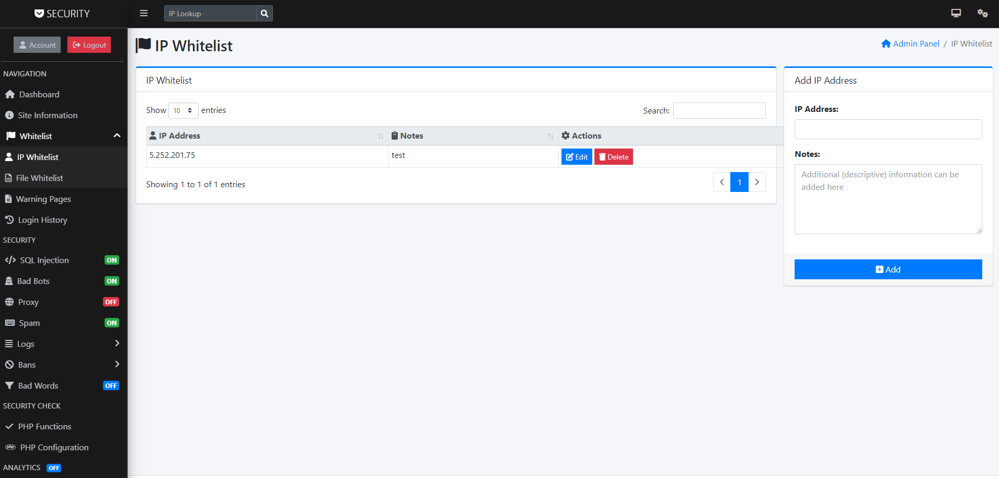 SECURITY
IP Lookup
Account
Logout
NAVIGATION
Dashboard
Site Information
Whitelist
IP Whitelist
File Whitelist
Warning Pages
Login History
SECURITY
SQL Injection ON
Bad Bots ON
Proxy OFF
Spam ON
Logs
Bans
Bad Words OFF
SECURITY CHECK
PHP Functions
php PHP Configuration
ANALYTICS OFF
IP Whitelist
Admin Panel / IP Whitelist
IP Whitelist
Show 10 entries
Search:
IP Address Notes Actions
5.252.201.75 test Edit Delete
Showing 1 to 1 of 1 entries
1
Add IP Address
IP Address:
Notes:
Additional (descriptive) information can be
added here
Add